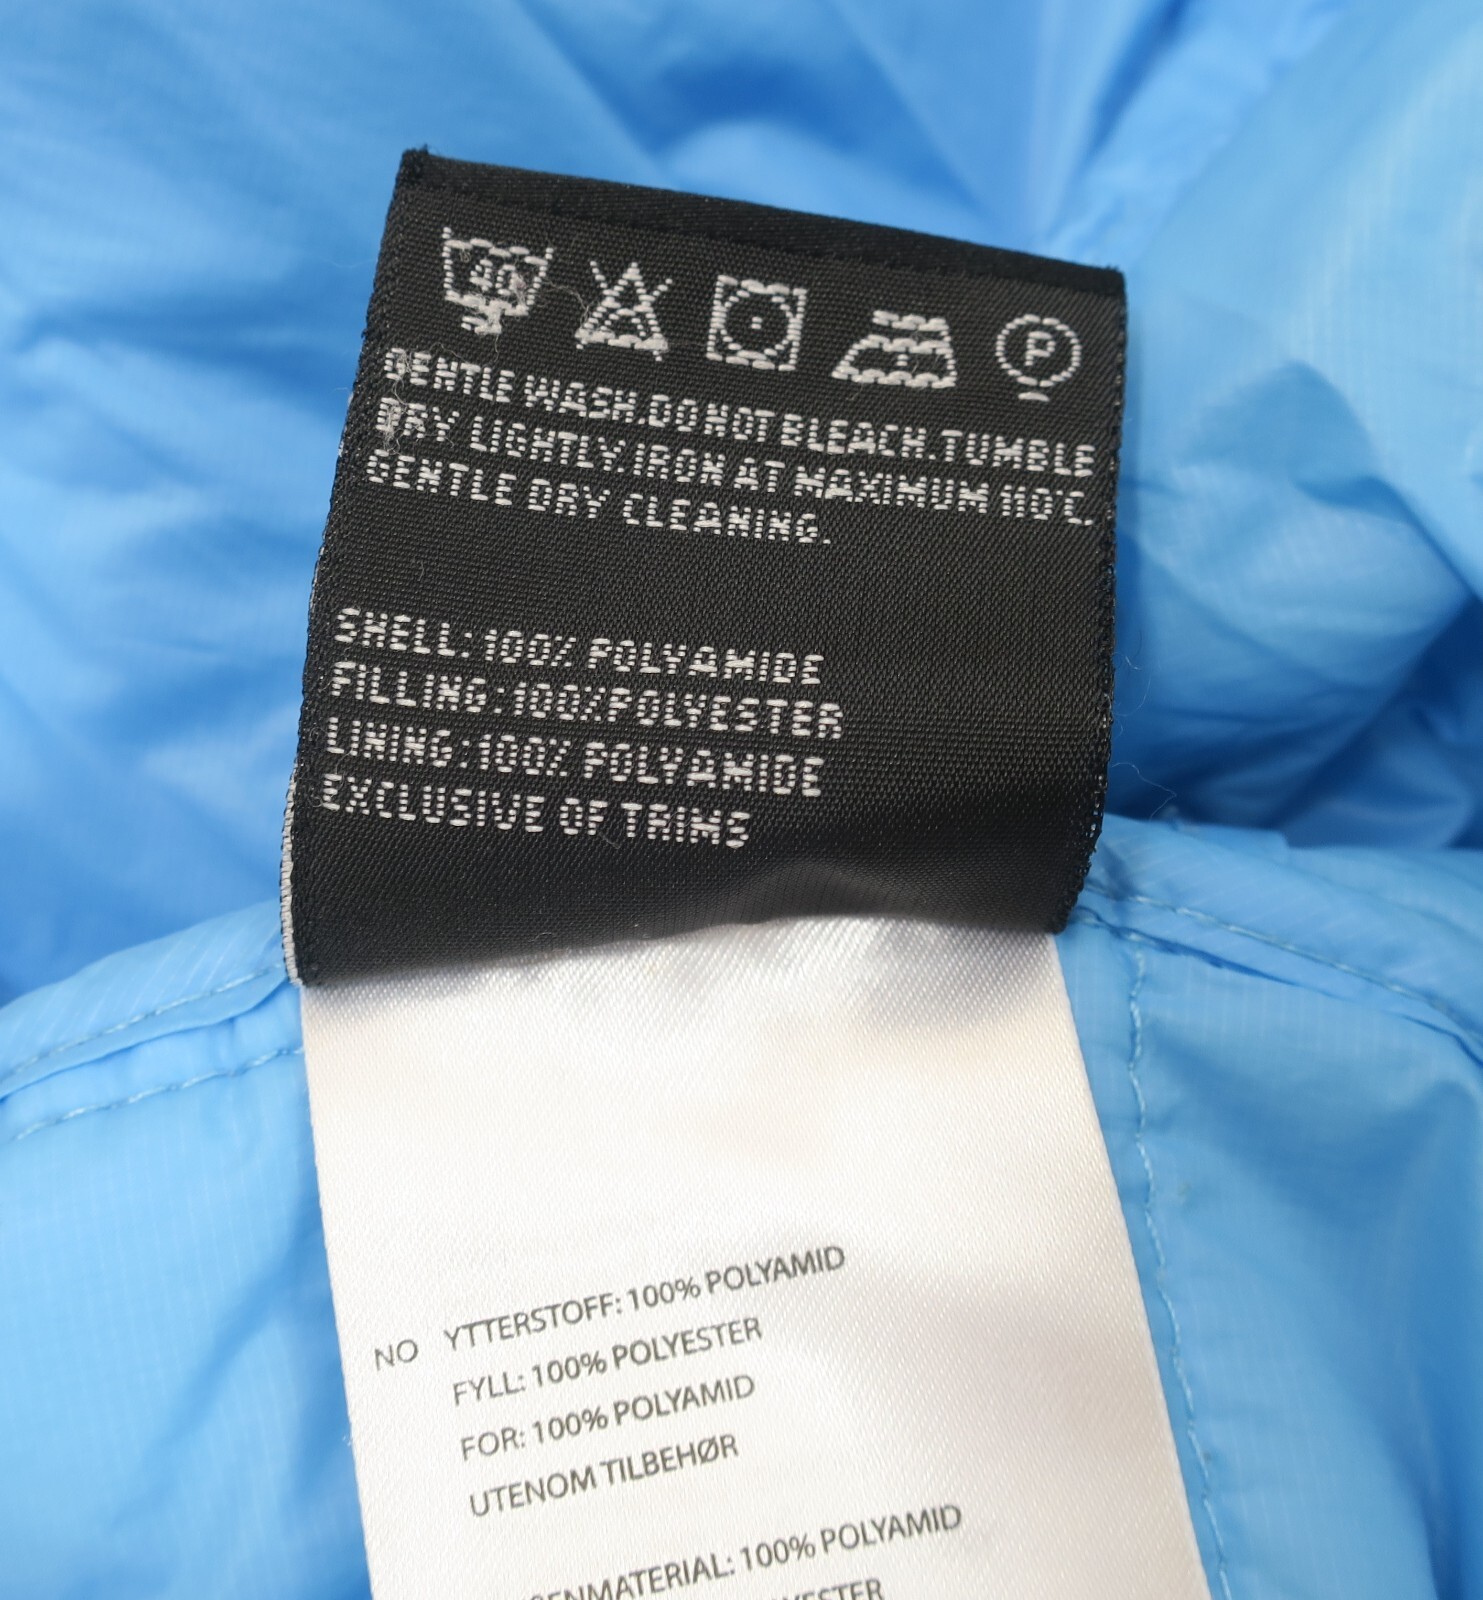 40
P
GENTLE WASH.DO NOT BLEACH.TUMBLE
DRY LIGHTLY.IRON AT MAXIMUM 110°C.
GENTLE DRY CLEANING.
SHELL: 100% POLYAMIDE
FILLING:100%POLYESTER
LINING:100% POLYAMIDE
EXCLUSIVE OF TRIMS
NO YTTERSTOFF: 100% POLYAMID
FYLL: 100% POLYESTER
FOR: 100% POLYAMID
UTENOM TILBEHØR
100% POLYAMID